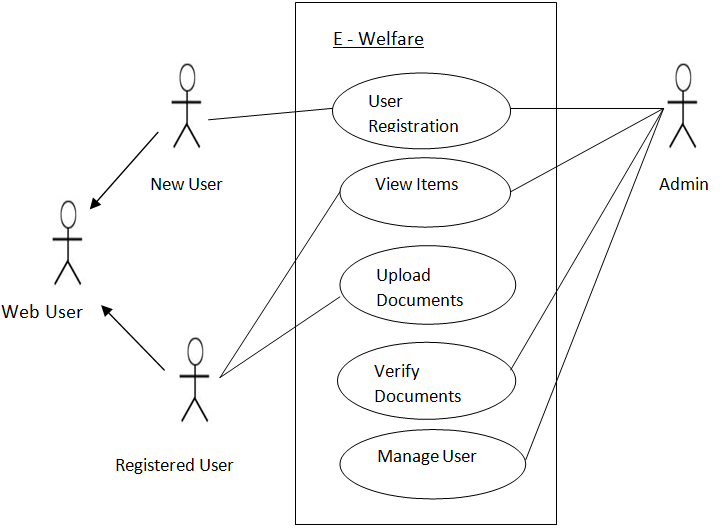 E - Welfare
User
Registration
New User
View Items
Admin
Upload
Documents
Web User
Verify
Documents
Registered User
Manage User